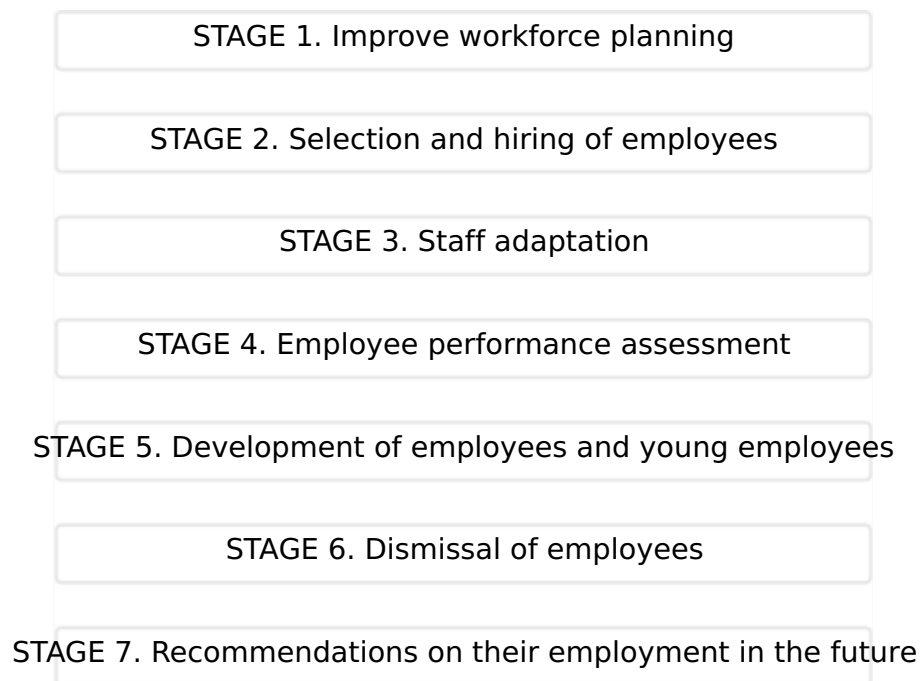 STAGE 1. Improve workforce planning
STAGE 2. Selection and hiring of employees
STAGE 3. Staff adaptation
STAGE 4. Employee performance assessment
STAGE 5. Development of employees and young employees
STAGE 6. Dismissal of employees
STAGE 7. Recommendations on their employment in the future